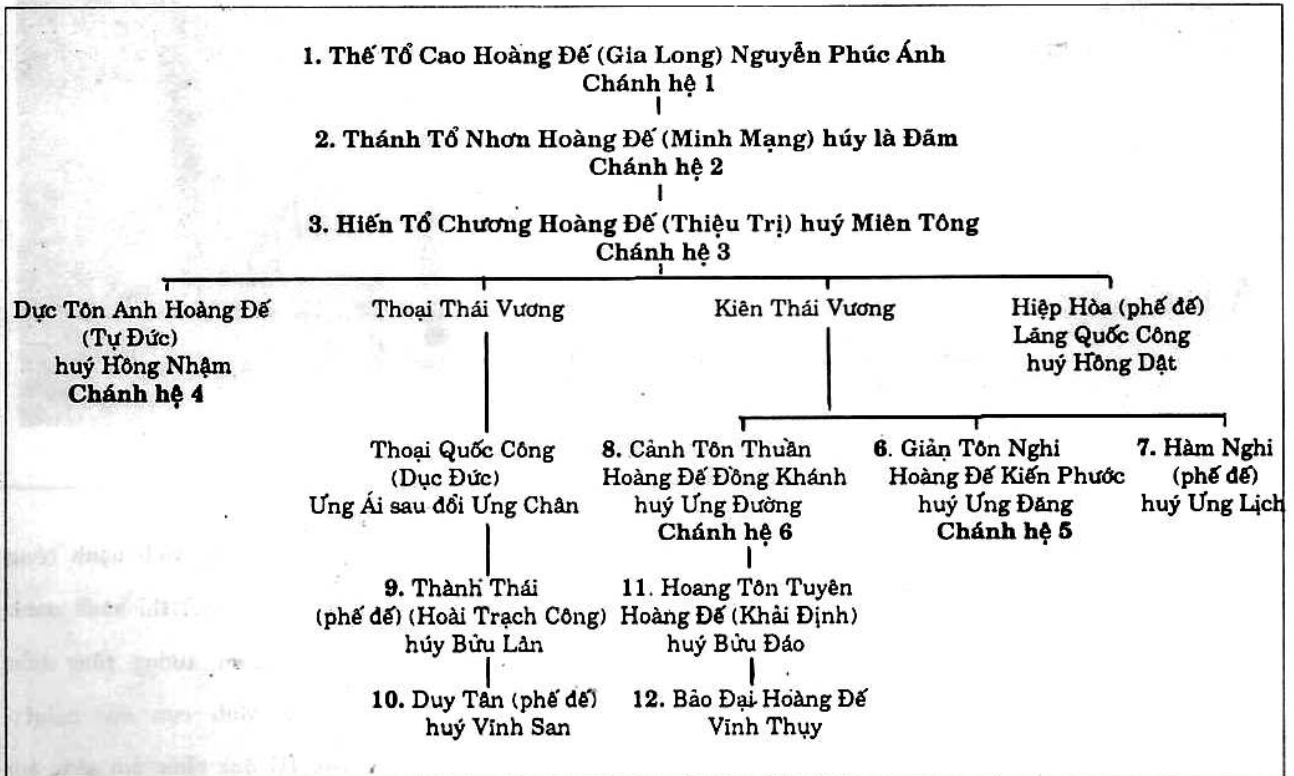 1. Thế Tổ Cao Hoàng Đế (Gia Long) Nguyễn Phúc Ánh
Chánh hệ 1
2. Thánh Tổ Nhơn Hoàng Đế (Minh Mạng) húy là Đãm
Chánh hệ 2
3. Hiến Tổ Chương Hoàng Đế (Thiệu Trị) huý Miên Tông
Chánh hệ 3
Dực Tôn Anh Hoàng Đế
(Tự Đức)
huý Hồng Nhậm
Chánh hệ 4
Thoại Thái Vương
Kiên Thái Vương
Hiệp Hòa (phế đế)
Lãng Quốc Công
huý Hồng Dật
Thoại Quốc Công
(Dục Đức)
Ưng Ái sau đổi Ưng Chân
8. Cảnh Tôn Thuần
Hoàng Đế Đồng Khánh
huý Ưng Đường
Chánh hệ 6
6. Giản Tôn Nghi
Hoàng Đế Kiến Phước
huý Ưng Đăng
Chánh hệ 5
7. Hàm Nghi
(phế đế)
huý Ưng Lịch
9. Thành Thái
(phế đế) (Hoài Trạch Công)
húy Bửu Lân
11. Hoang Tôn Tuyên
Hoàng Đế (Khải Định)
huý Bửu Đáo
10. Duy Tân (phế đế)
huý Vĩnh San
12. Bảo Đại Hoàng Đế
Vĩnh Thụy